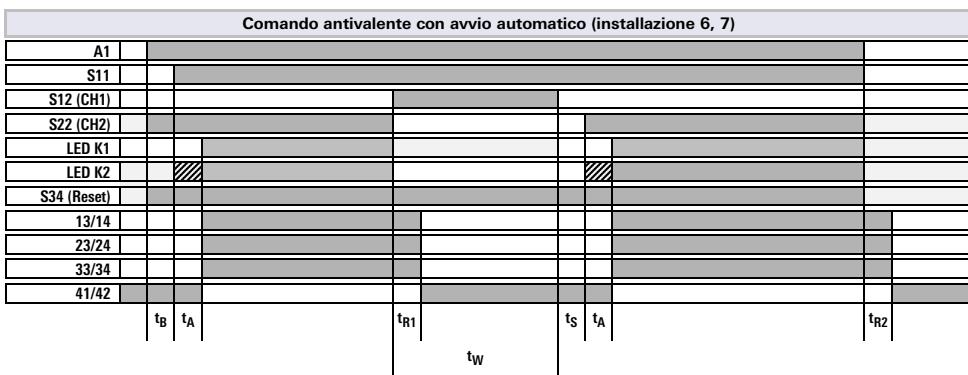 Comando antivalente con avvio automatico (installazione 6, 7)
A1
S11
S12 (CH1)
S22 (CH2)
LED K1
LED K2
S34 (Reset)
13/14
23/24
33/34
41/42
tB tA tR1 tS tA tR2
tW